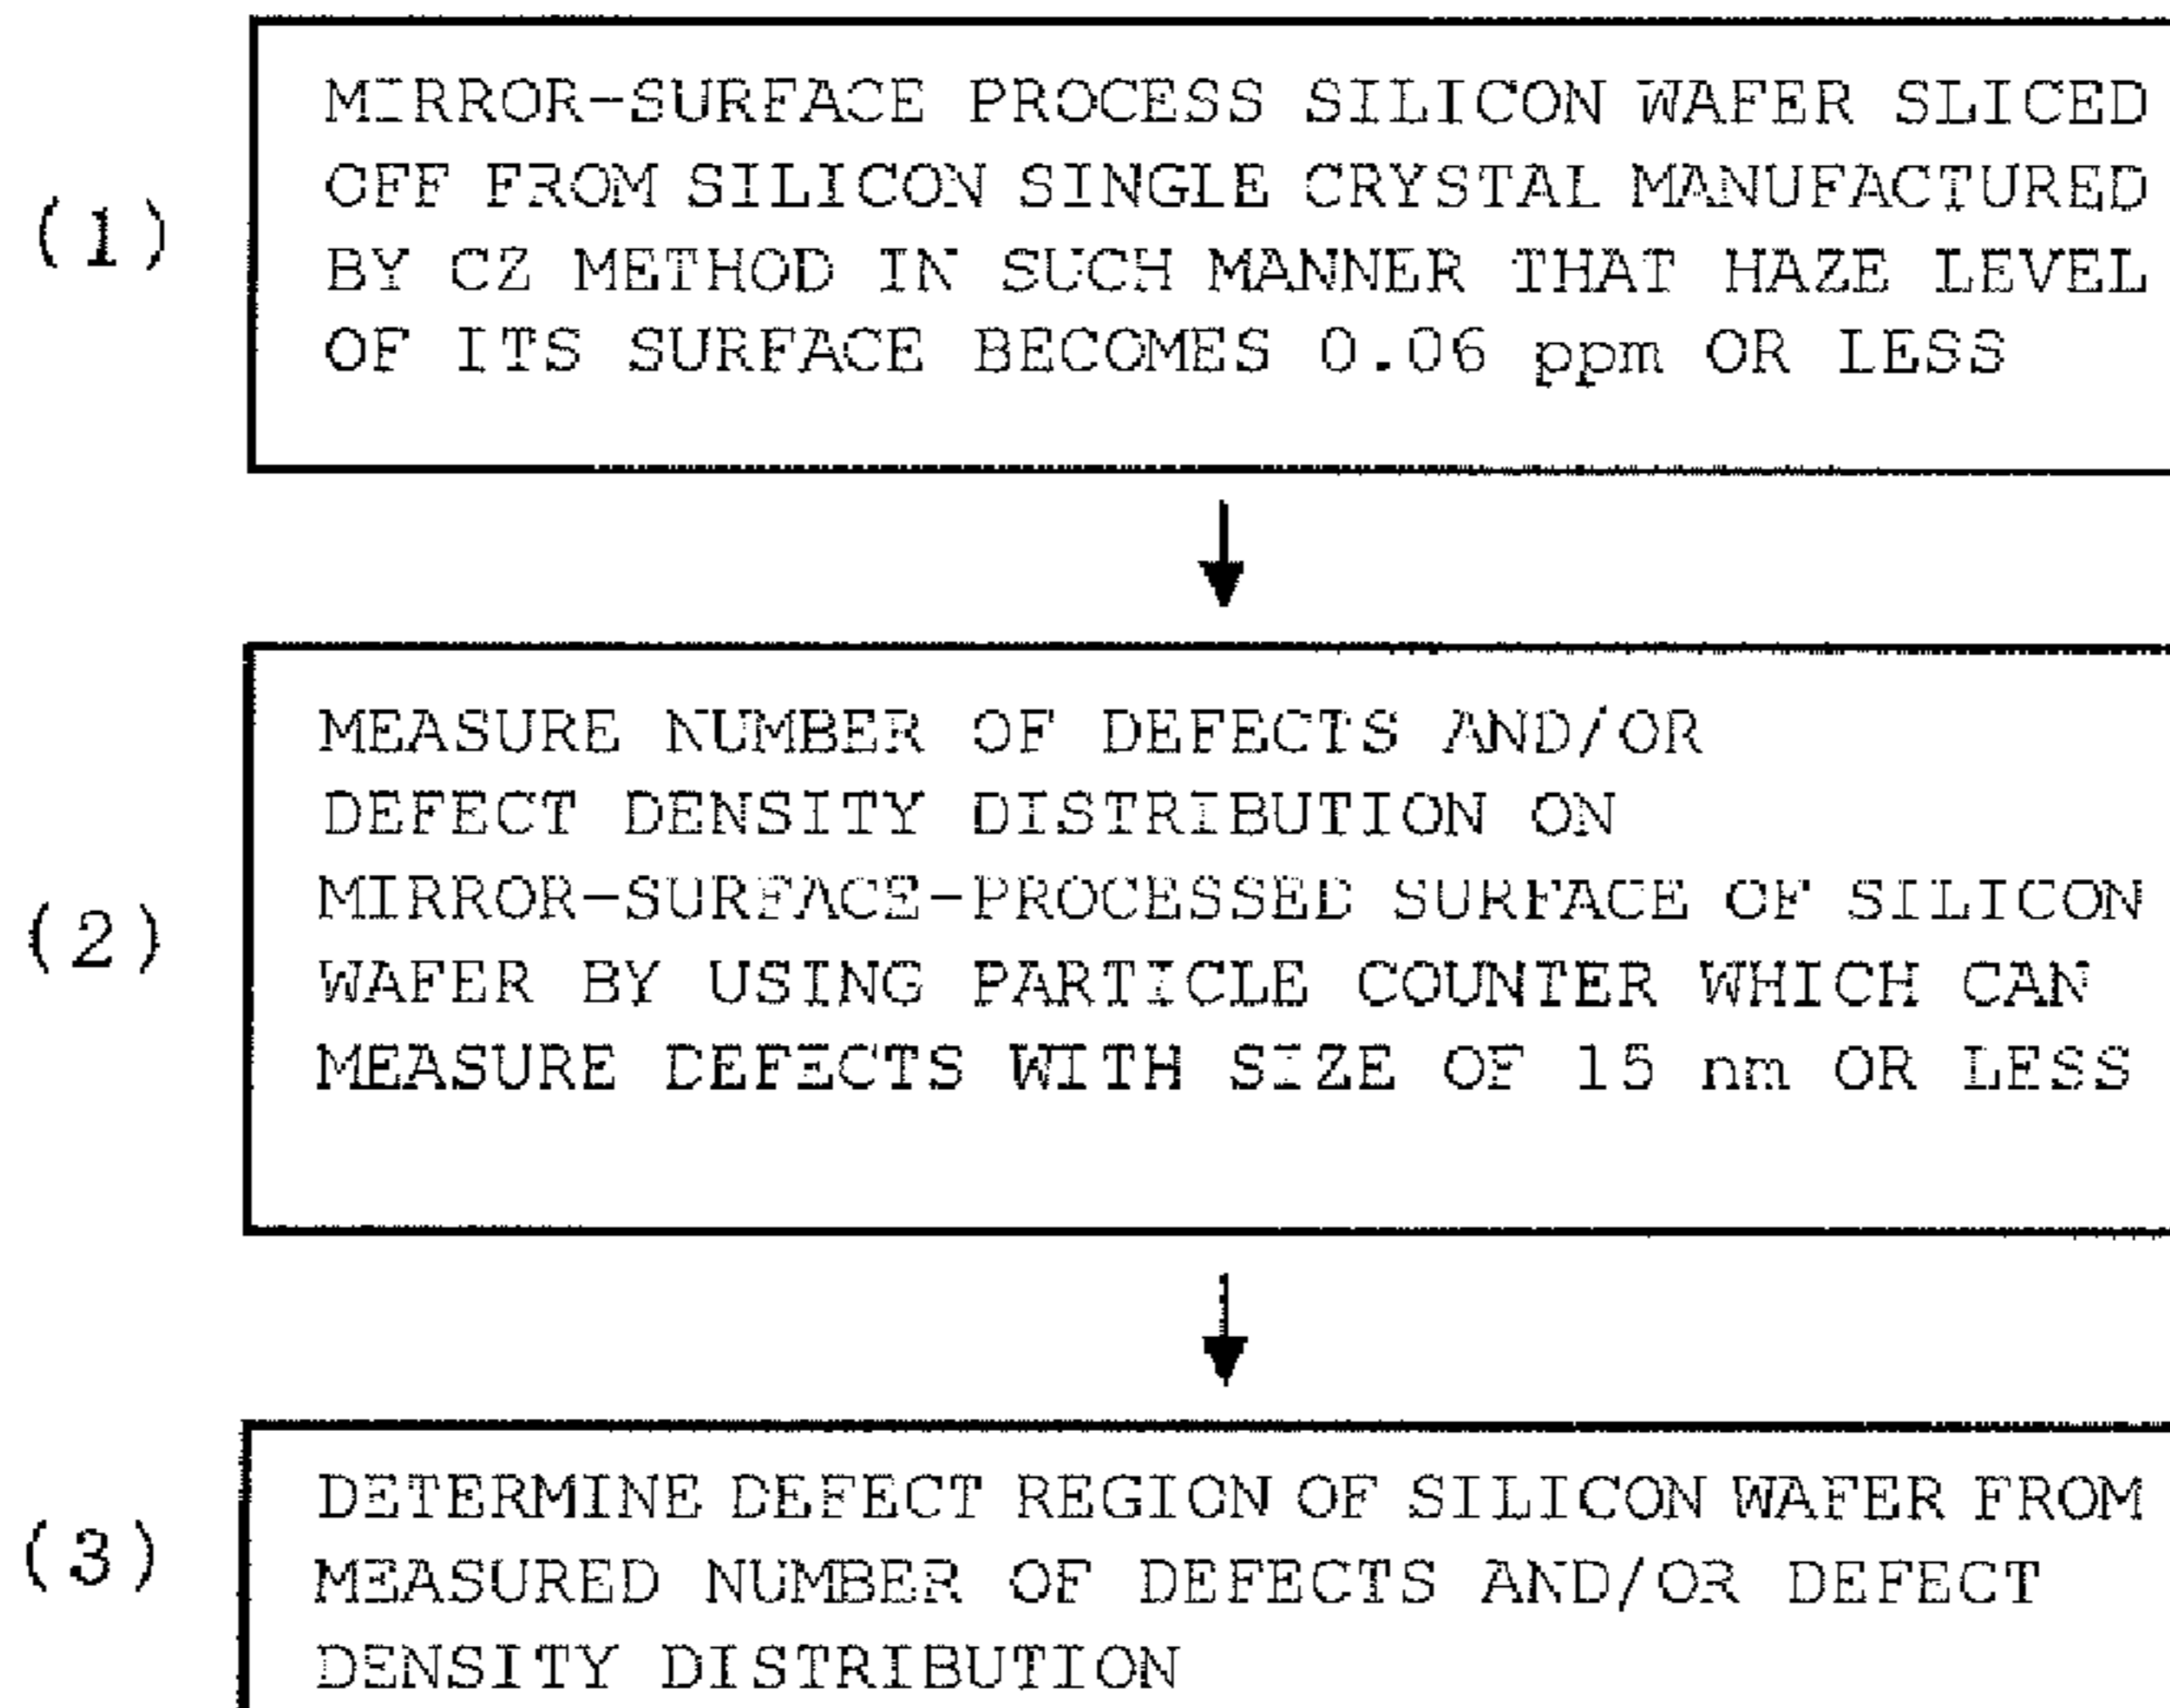 (1)
MIRROR-SURFACE PROCESS SILICON WAFER SLICED
OFF FROM SILICON SINGLE CRYSTAL MANUFACTURED
BY CZ METHOD IN SUCH MANNER THAT HAZE LEVEL
OF ITS SURFACE BECOMES 0.06 ppm OR LESS
(2)
MEASURE NUMBER OF DEFECTS AND/OR
DEFECT DENSITY DISTRIBUTION ON
MIRROR-SURFACE-PROCESSED SURFACE OF SILICON
WAFER BY USING PARTICLE COUNTER WHICH CAN
MEASURE DEFECTS WITH SIZE OF 15 nm OR LESS
(3)
DETERMINE DEFECT REGION OF SILICON WAFER FROM
MEASURED NUMBER OF DEFECTS AND/OR DEFECT
DENSITY DISTRIBUTION